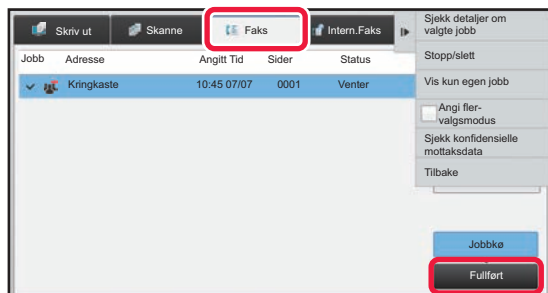 Skriv ut
Skanne
Faks
Intern.Faks
Jobb Adresse Angitt Tid Sider Status
Kringkaste 10:45 07/07 0001 Venter
Sjekk detaljer om
valgte jobb
Stopp/slett
Vis kun egen jobb
Angi fler-
valgsmodus
Sjekk konfidensielle
mottaksdata
Tilbake
Jobbkø
Fullført